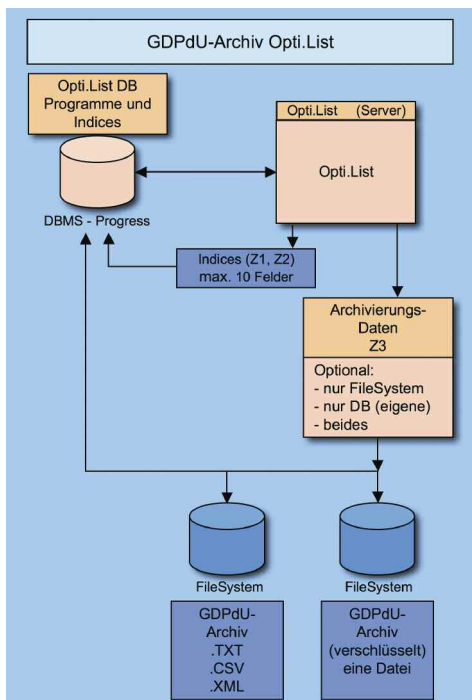 GDPdU-Archiv Opti.List
Opti.List DB
Programme und
Indices
DBMS - Progress
Opti.List (Server)
Opti.List
Indices (Z1, Z2)
max. 10 Felder
Archivierungs-
Daten
Z3
Optional:
- nur FileSystem
- nur DB (eigene)
- beides
FileSystem
GDPdU-
Archiv
.TXT
.CSV
.XML
FileSystem
GDPdU-
Archiv
(verschlüsselt)
eine Datei